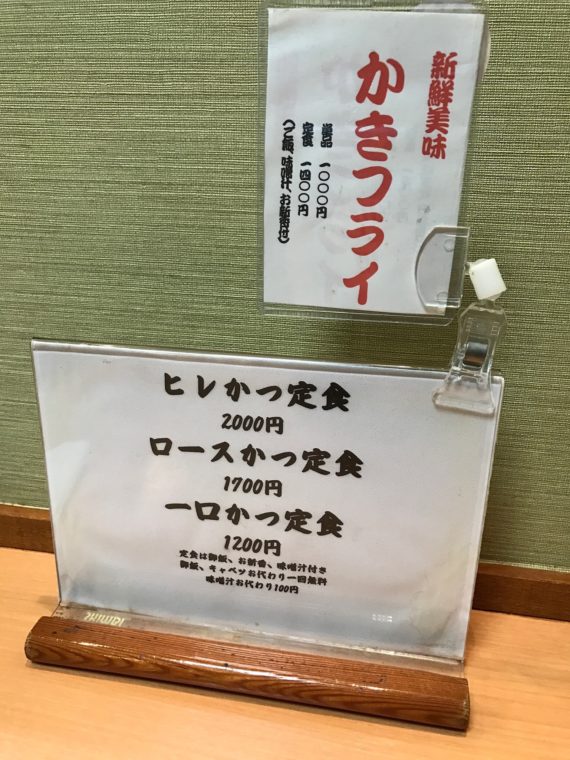 新鮮美味
かきフライ
単品 一〇〇〇円
定食 一四〇〇円
(ご飯、味噌汁、お新香付)
ヒレかつ定食
2000円
ロースかつ定食
1700円
一口かつ定食
1200円
定食は御飯、お新香、味噌汁付き
御飯、キャベツお代わり一回無料
味噌汁お代わり100円